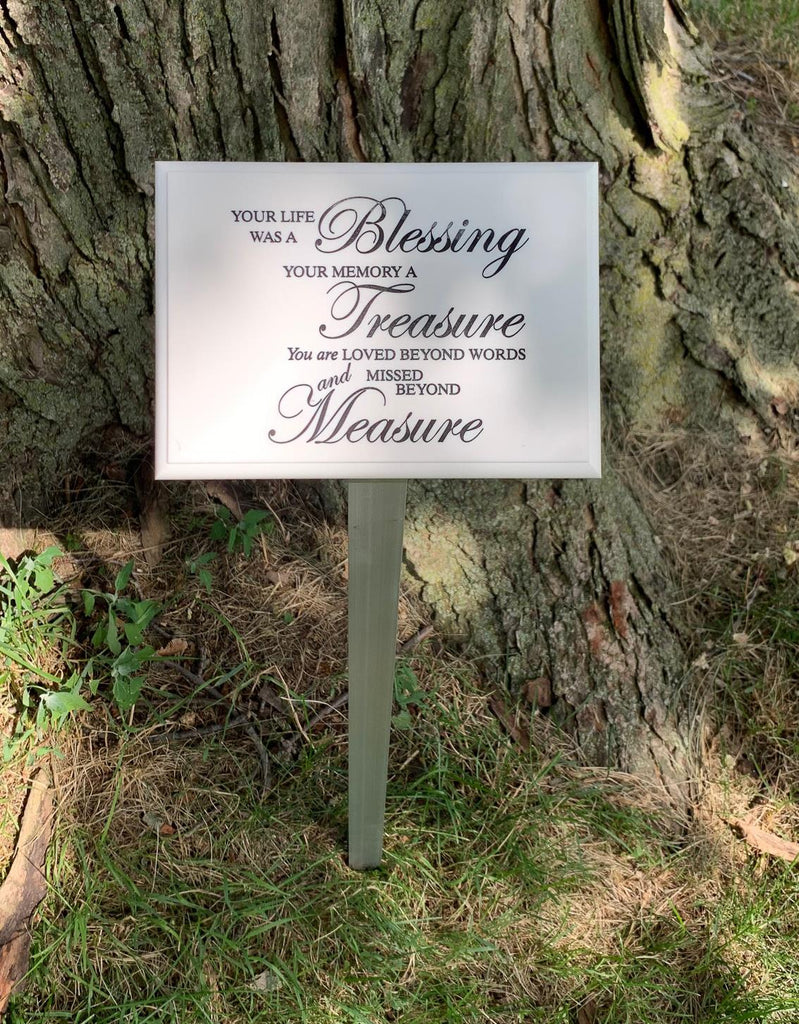 YOUR LIFE
WAS A Blessing
YOUR MEMORY A
Treasure
You are LOVED BEYOND WORDS
and MISSED
BEYOND
Measure